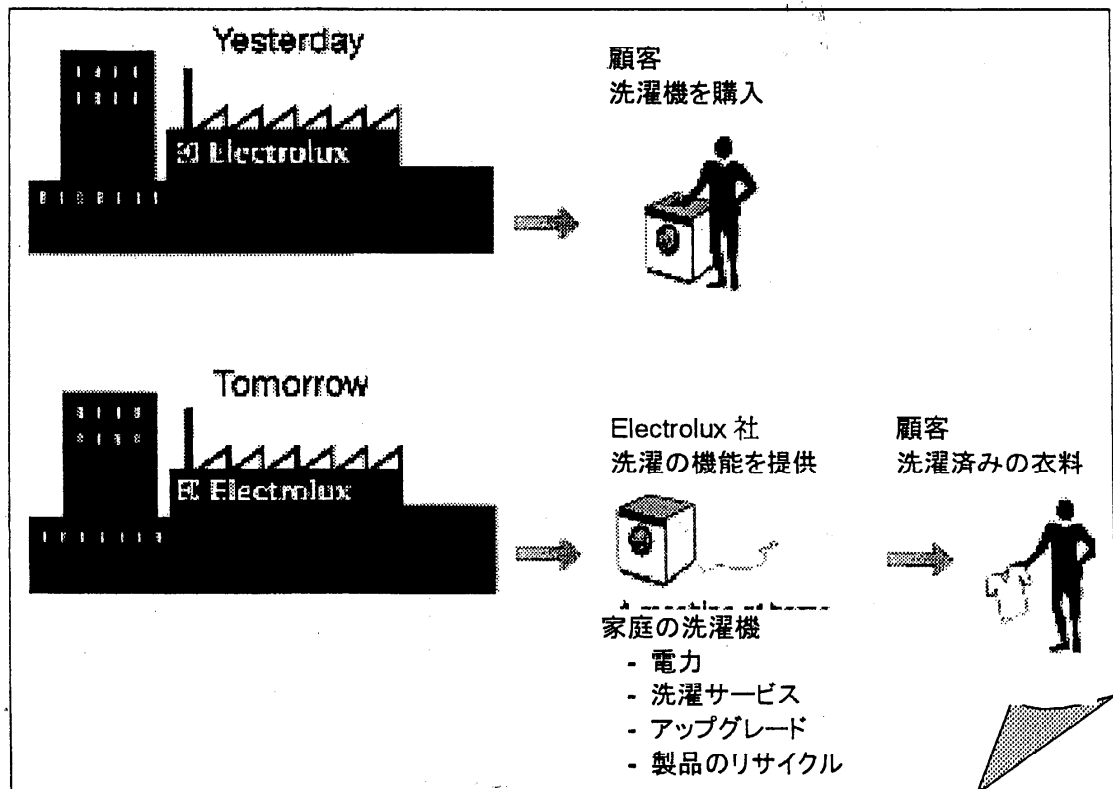 Yesterday
顧客
洗濯機を購入
Electrolux
Tomorrow
Electrolux 社
洗濯の機能を提供
顧客
洗濯済みの衣料
Electrolux
家庭の洗濯機
- 電力
- 洗濯サービス
- アップグレード
- 製品のリサイクル